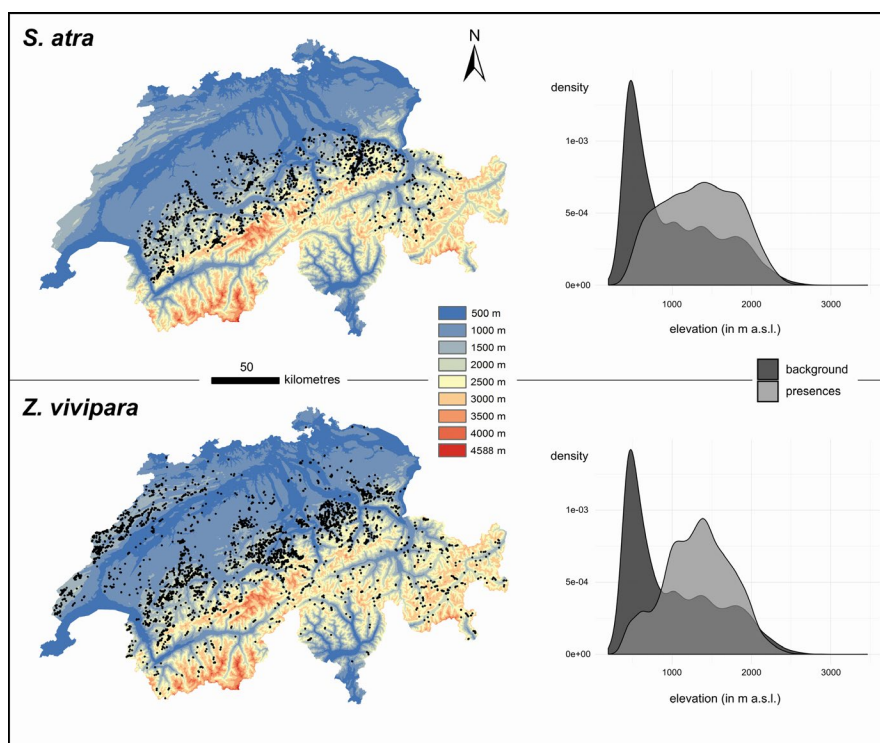 S. atra
N
density
1e-03
5e-04
0e+00
1000
2000
3000
elevation (in m a.s.l.)
500 m
1000 m
1500 m
2000 m
2500 m
3000 m
3500 m
4000 m
4588 m
50
kilometres
background
presences
Z. vivipara
density
1e-03
5e-04
0e+00
1000
2000
3000
elevation (in m a.s.l.)